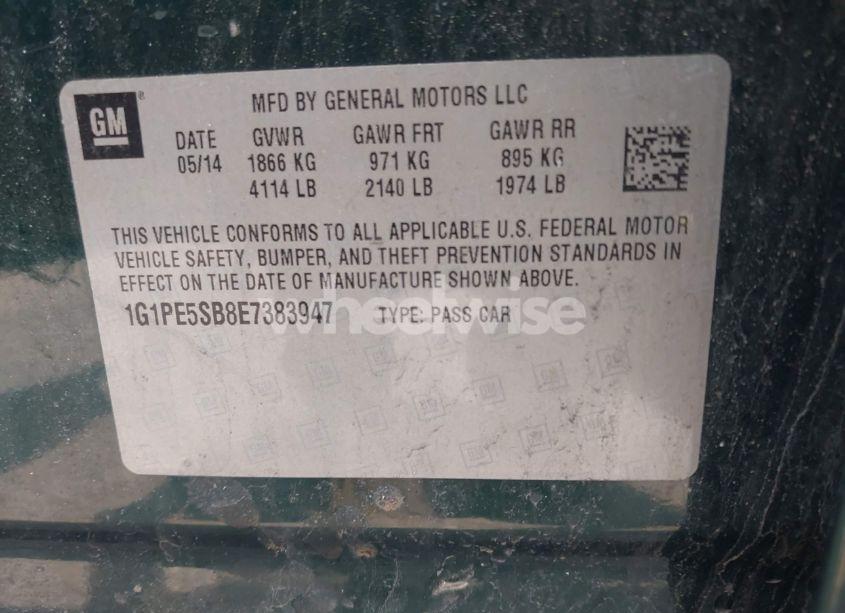 GM ®
MFD BY GENERAL MOTORS LLC
DATE GVWR GAWR FRT GAWR RR
05/14 1866 KG 971 KG 895 KG
4114 LB 2140 LB 1974 LB
THIS VEHICLE CONFORMS TO ALL APPLICABLE U.S. FEDERAL MOTOR
VEHICLE SAFETY, BUMPER, AND THEFT PREVENTION STANDARDS IN
EFFECT ON THE DATE OF MANUFACTURE SHOWN ABOVE.
1G1PE5SB8E7383947 TYPE: PASS CAR
wheelwise